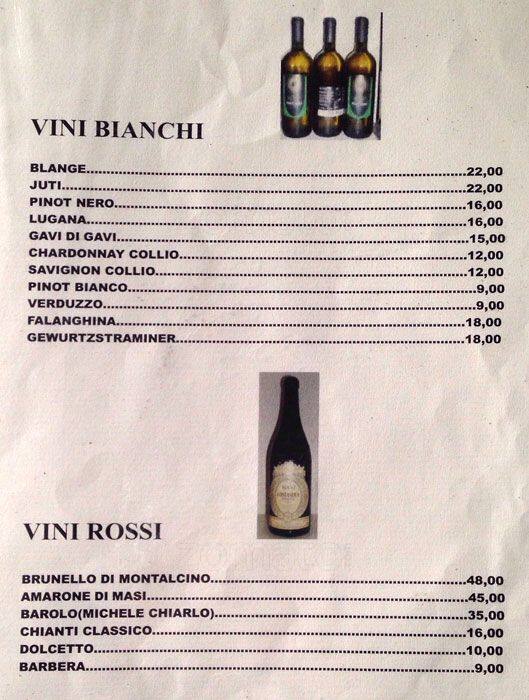 VINI BIANCHI
BLANGE......22,00
JUTI......22,00
PINOT NERO......16,00
LUGANA......16,00
GAVI DI GAVI......15,00
CHARDONNAY COLLIO......12,00
SAVIGNON COLLIO......12,00
PINOT BIANCO......9,00
VERDUZZO......9,00
FALANGHINA......18,00
GEWURTZSTRAMINER......18,00
VINI ROSSI
BRUNELLO DI MONTALCINO......48,00
AMARONE DI MASI......45,00
BAROLO(MICHELE CHIARLO)......35,00
CHIANTI CLASSICO......16,00
DOLCETTO......10,00
BARBERA......9,00